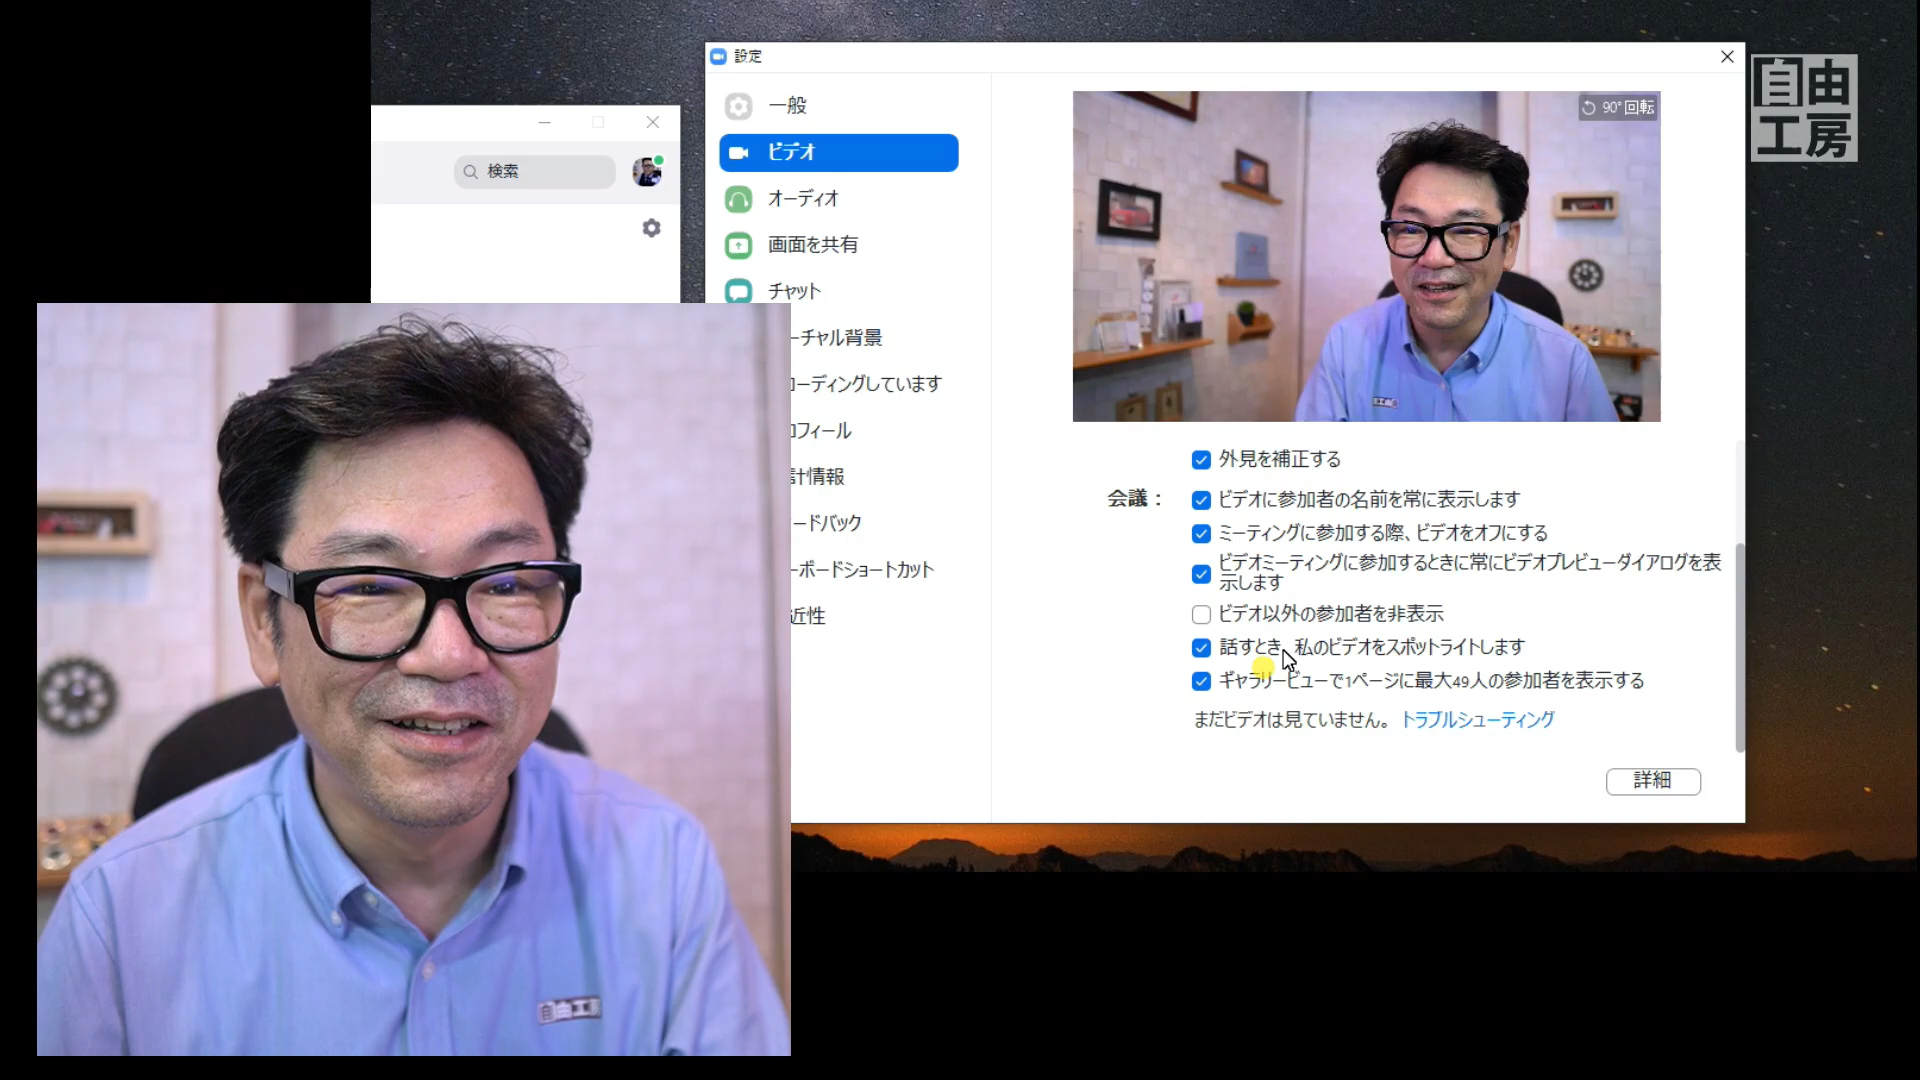 設定
自由
工房
検索
一般
ビデオ
オーディオ
画面を共有
チャット
ーチャル背景
コーディングしています
ロフィール
計情報
ードバック
ーボードショートカット
近性
90°回転
外見を補正する
会議：
ビデオに参加者の名前を常に表示します
ミーティングに参加する際、ビデオをオフにする
ビデオミーティングに参加するときに常にビデオプレビューダイアログを表
示します
ビデオ以外の参加者を非表示
話すとき、私のビデオをスポットライトします
ギャラリービューで1ページに最大49人の参加者を表示する
まだビデオは見ていません。 トラブルシューティング
詳細
自由工房